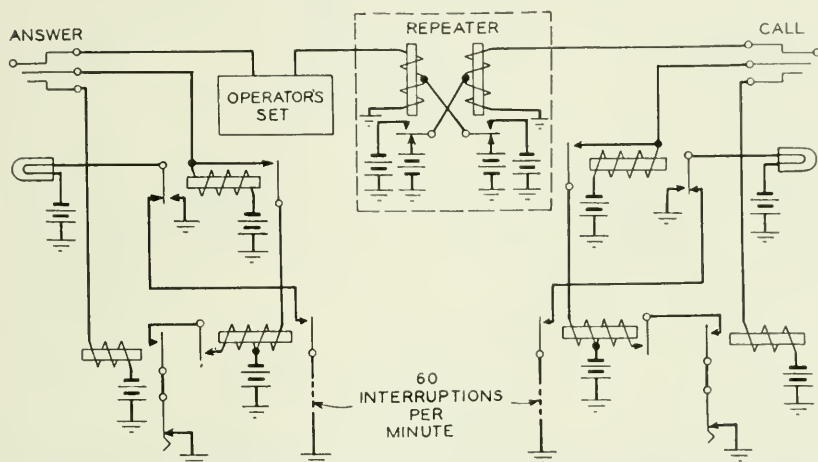 ANSWER
REPEATER
CALL
OPERATOR'S
SET
60
INTERRUPTIONS
PER
MINUTE